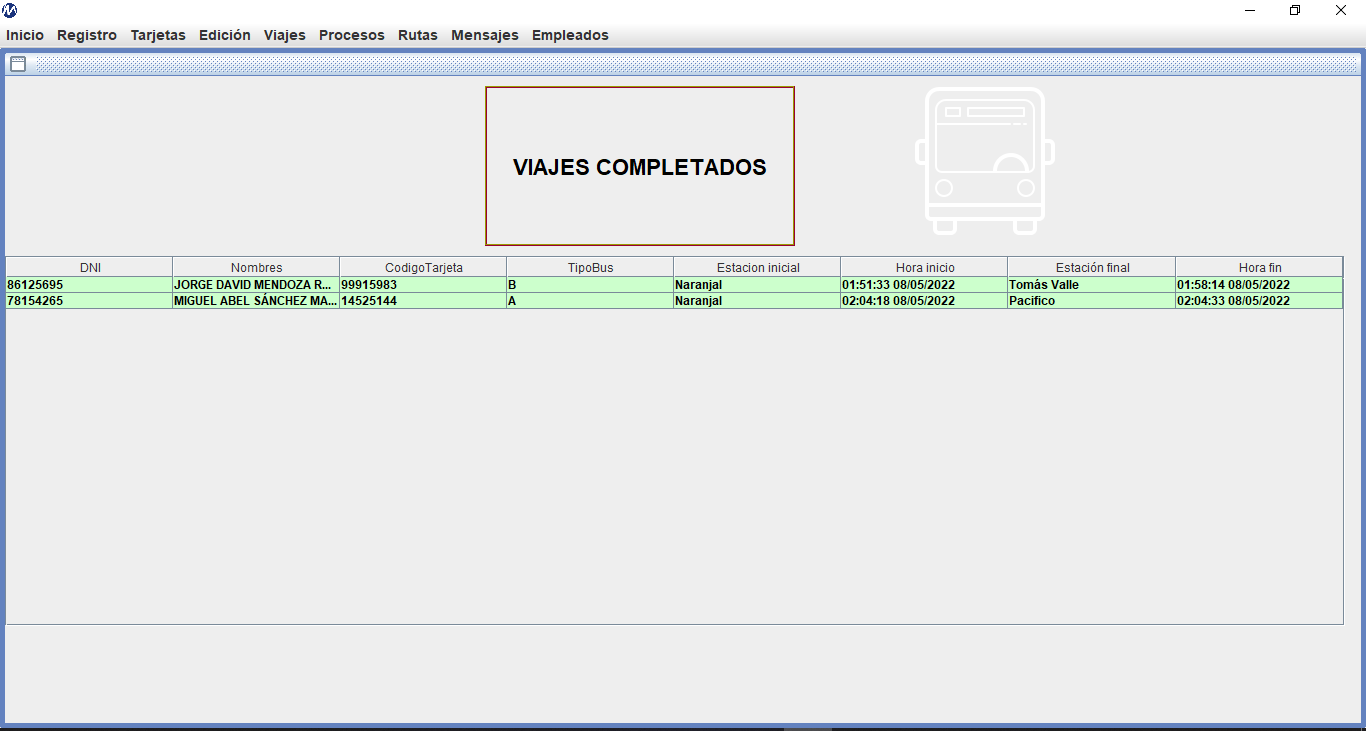 Inicio Registro Tarjetas Edición Viajes Procesos Rutas Mensajes Empleados
VIAJES COMPLETADOS
DNI Nombres CodigoTarjeta TipoBus Estacion inicial Hora inicio Estación final Hora fin
86125695 JORGE DAVID MENDOZA R... 99915983 B Naranjal 01:51:33 08/05/2022 Tomás Valle 01:58:14 08/05/2022
78154265 MIGUEL ABEL SÁNCHEZ MA... 14525144 A Naranjal 02:04:18 08/05/2022 Pacifico 02:04:33 08/05/2022